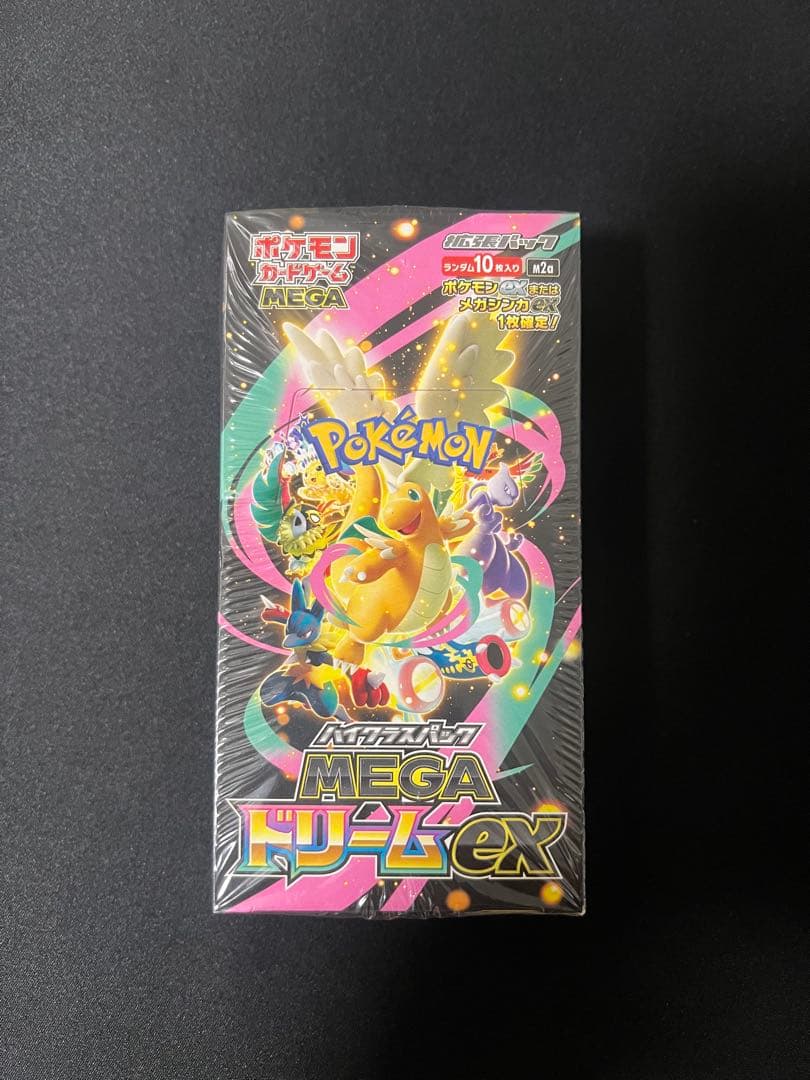 ポケモン
カードゲーム
MEGA
拡張パック
ランダム10枚入り
M2a
ポケモンexまたは
メガシンカex
1枚確定!
POKéMON
ハイクラスパック
MEGA
ドリームex